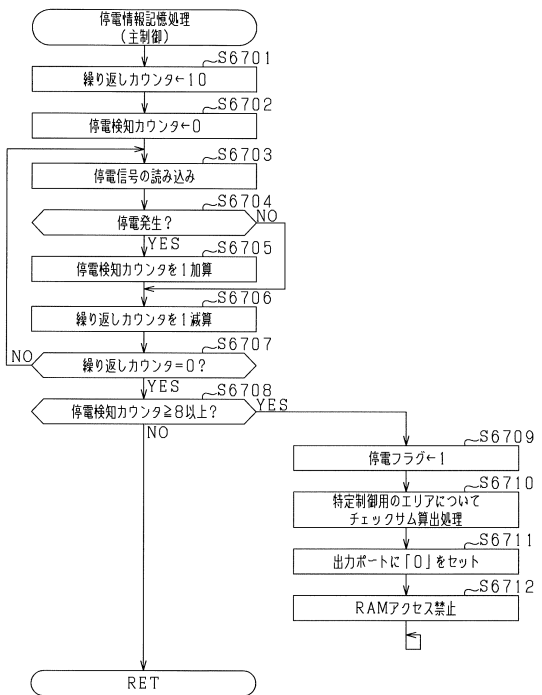 停電情報記憶処理
(主制御)
S6701
繰り返しカウンタ←10
S6702
停電検知カウンタ←0
S6703
停電信号の読み込み
S6704
停電発生?
NO
YES
S6705
停電検知カウンタを1加算
S6706
繰り返しカウンタを1減算
S6707
NO
繰り返しカウンタ=0?
YES
S6708
停電検知カウンタ≧8以上?
YES
NO
S6709
停電フラグ←1
S6710
特定制御用のエリアについて
チェックサム算出処理
S6711
出力ポートに「0」をセット
S6712
RAMアクセス禁止
RET